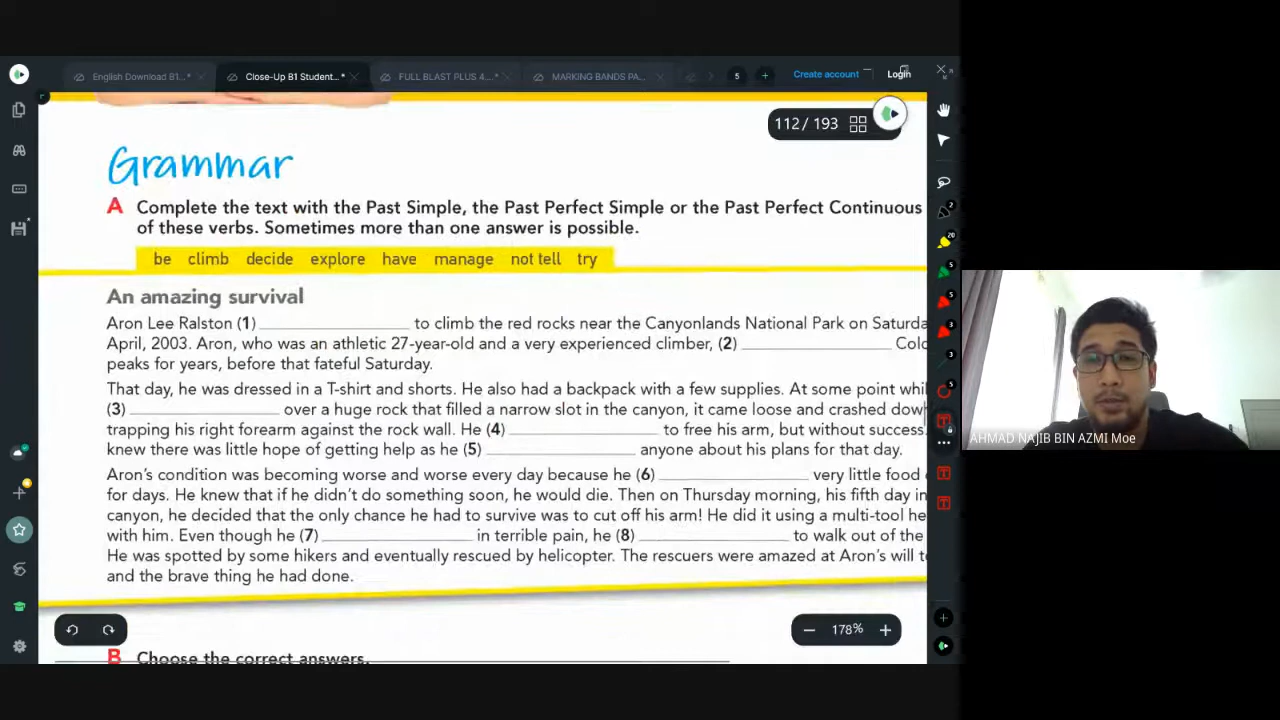 English Download B1...*
Close-Up B1 Student...*
FULL BLAST PLUS 4....*
MARKING BANDS PA...
5
Create account
Login
112 / 193
Grammar
A Complete the text with the Past Simple, the Past Perfect Simple or the Past Perfect Continuous
of these verbs. Sometimes more than one answer is possible.
be climb decide explore have manage not tell try
An amazing survival
Aron Lee Ralston (1) ____ to climb the red rocks near the Canyonlands National Park on Saturda
April, 2003. Aron, who was an athletic 27-year-old and a very experienced climber, (2) ____ Colo
peaks for years, before that fateful Saturday.
That day, he was dressed in a T-shirt and shorts. He also had a backpack with a few supplies. At some point whil
(3) ____ over a huge rock that filled a narrow slot in the canyon, it came loose and crashed dow
trapping his right forearm against the rock wall. He (4) ____ to free his arm, but without success.
knew there was little hope of getting help as he (5) ____ anyone about his plans for that day.
Aron's condition was becoming worse and worse every day because he (6) ____ very little food
for days. He knew that if he didn't do something soon, he would die. Then on Thursday morning, his fifth day in
canyon, he decided that the only chance he had to survive was to cut off his arm! He did it using a multi-tool he
with him. Even though he (7) ____ in terrible pain, he (8) ____ to walk out of the
He was spotted by some hikers and eventually rescued by helicopter. The rescuers were amazed at Aron's will t
and the brave thing he had done.
178%
B Choose the correct answers.
AHMAD NAJIB BIN AZMI Moe